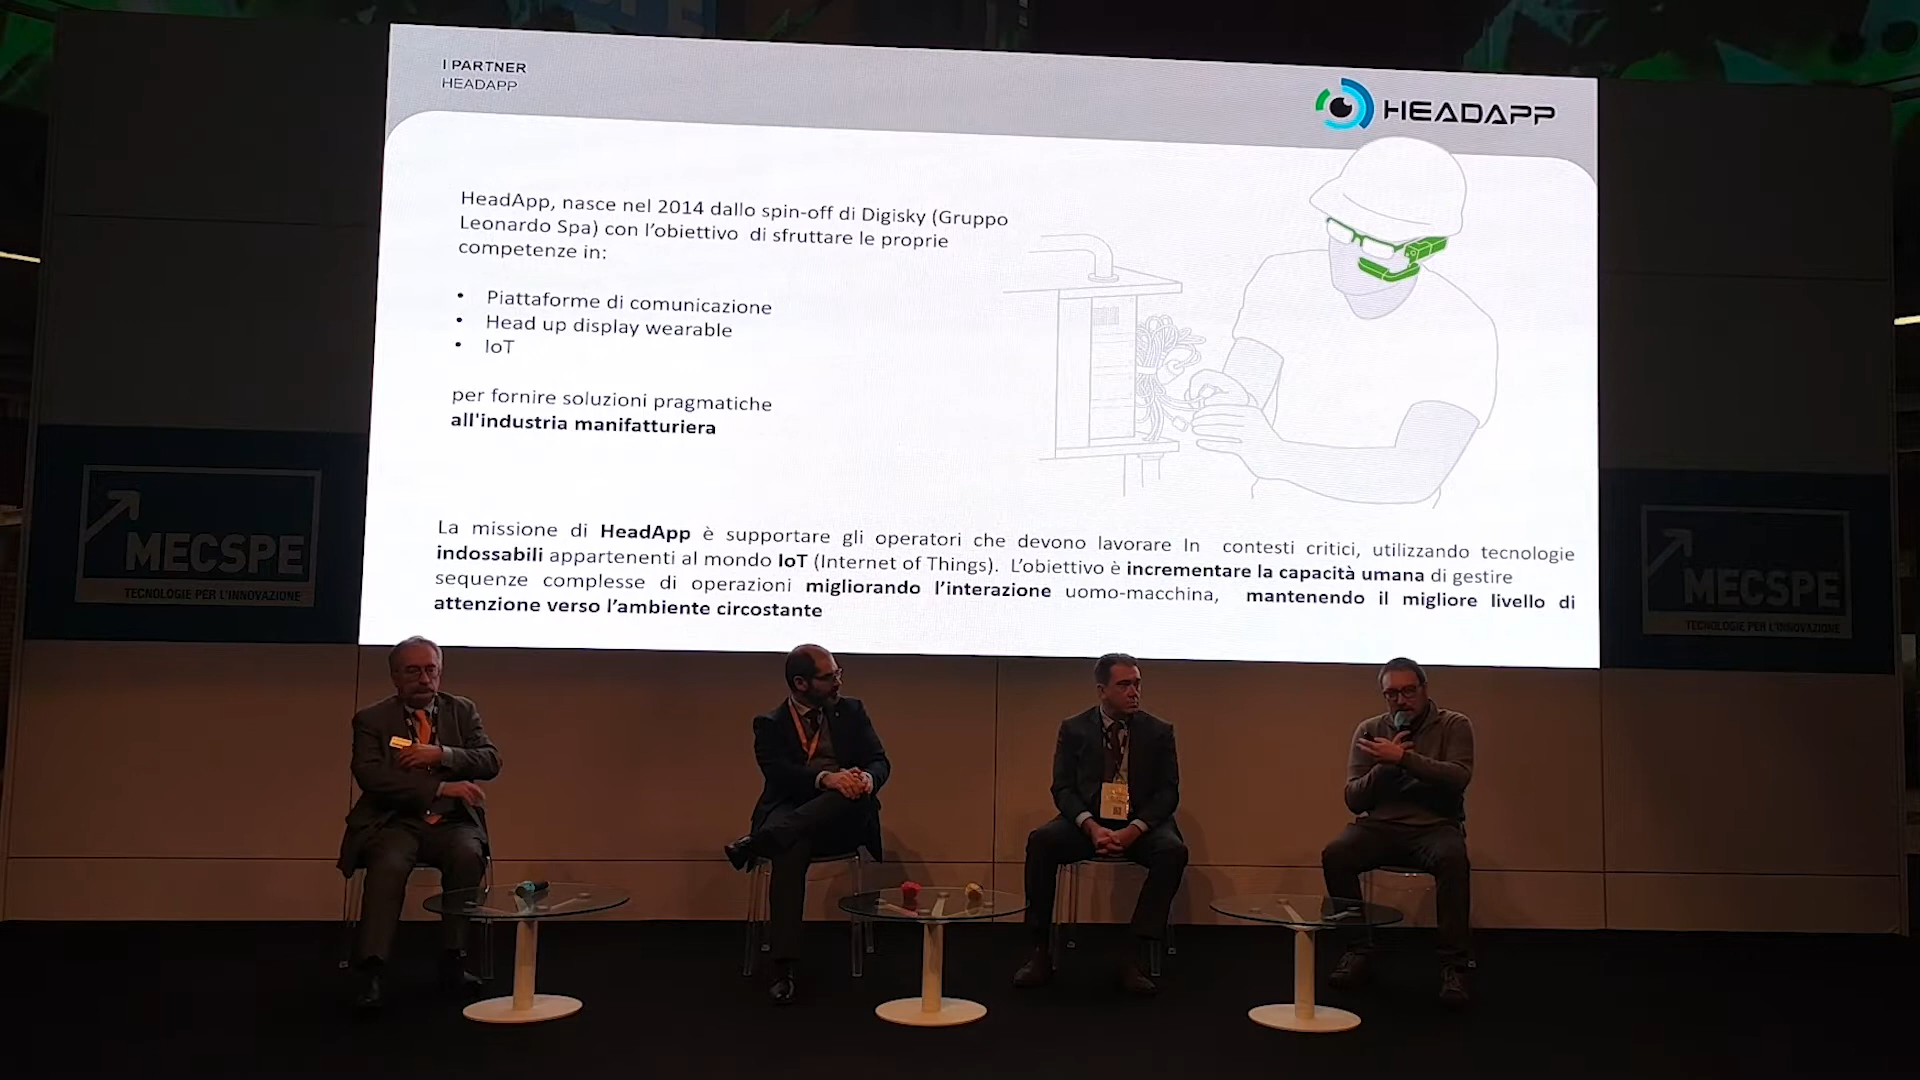 I PARTNER
HEADAPP
HEADAPP
HeadApp, nasce nel 2014 dallo spin-off di Digisky (Gruppo
Leonardo Spa) con l'obiettivo di sfruttare le proprie
competenze in:
• Piattaforme di comunicazione
• Head up display wearable
• IoT
per fornire soluzioni pragmatiche
all'industria manifatturiera
La missione di HeadApp è supportare gli operatori che devono lavorare In contesti critici, utilizzando tecnologie
indossabili appartenenti al mondo IoT (Internet of Things). L'obiettivo è incrementare la capacità umana di gestire
sequenze complesse di operazioni migliorando l'interazione uomo-macchina, mantenendo il migliore livello di
attenzione verso l'ambiente circostante
MECSPE
TECNOLOGIE PER L'INNOVAZIONE
MECSPE
TECNOLOGIE PER L'INNOVAZIONE